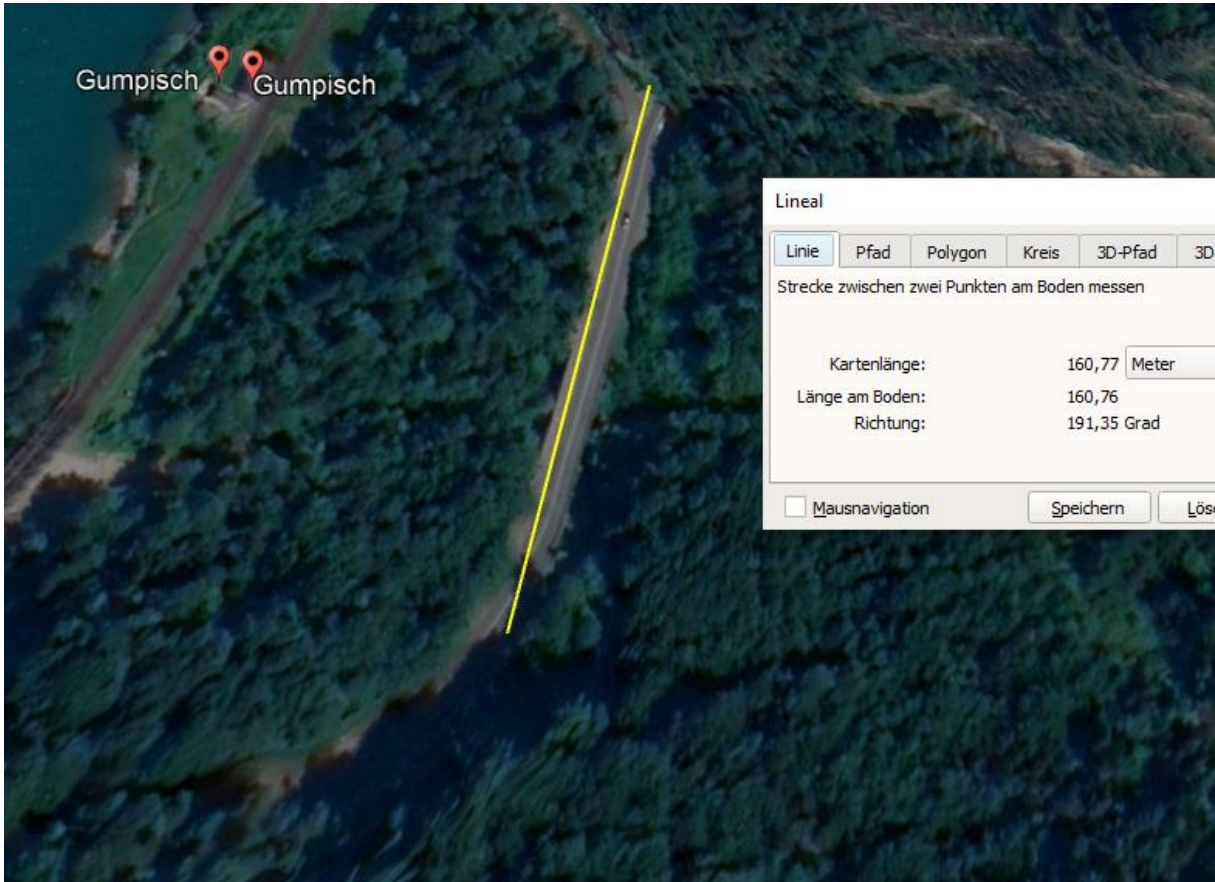 Gumpisch
Gumpisch
Lineal
Linie Pfad Polygon Kreis 3D-Pfad 3D
Strecke zwischen zwei Punkten am Boden messen
Kartenlänge: 160,77 Meter
Länge am Boden: 160,76
Richtung: 191,35 Grad
Mausnavigation Speichern Lös